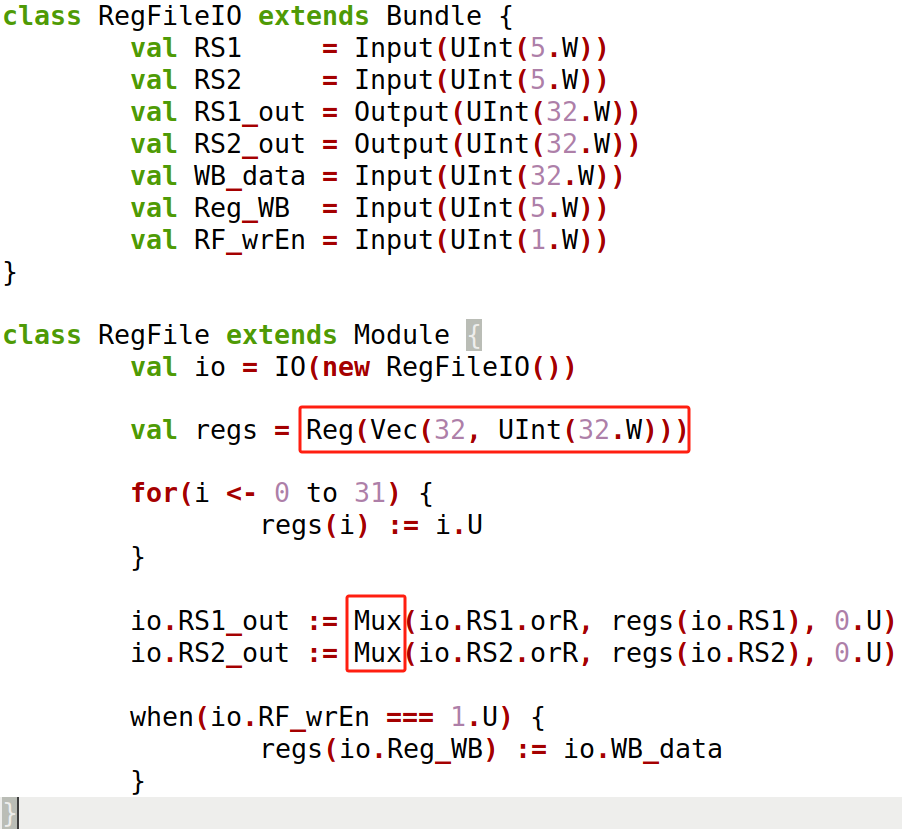 class RegFileIO extends Bundle {
        val RS1     = Input(UInt(5.W))
        val RS2     = Input(UInt(5.W))
        val RS1_out = Output(UInt(32.W))
        val RS2_out = Output(UInt(32.W))
        val WB_data = Input(UInt(32.W))
        val Reg_WB  = Input(UInt(5.W))
        val RF_wrEn = Input(UInt(1.W))
}

class RegFile extends Module {
        val io = IO(new RegFileIO())

        val regs = Reg(Vec(32, UInt(32.W)))

        for(i <- 0 to 31) {
                regs(i) := i.U
        }

        io.RS1_out := Mux(io.RS1.orR, regs(io.RS1), 0.U)
        io.RS2_out := Mux(io.RS2.orR, regs(io.RS2), 0.U)

        when(io.RF_wrEn === 1.U) {
                regs(io.Reg_WB) := io.WB_data
        }
}